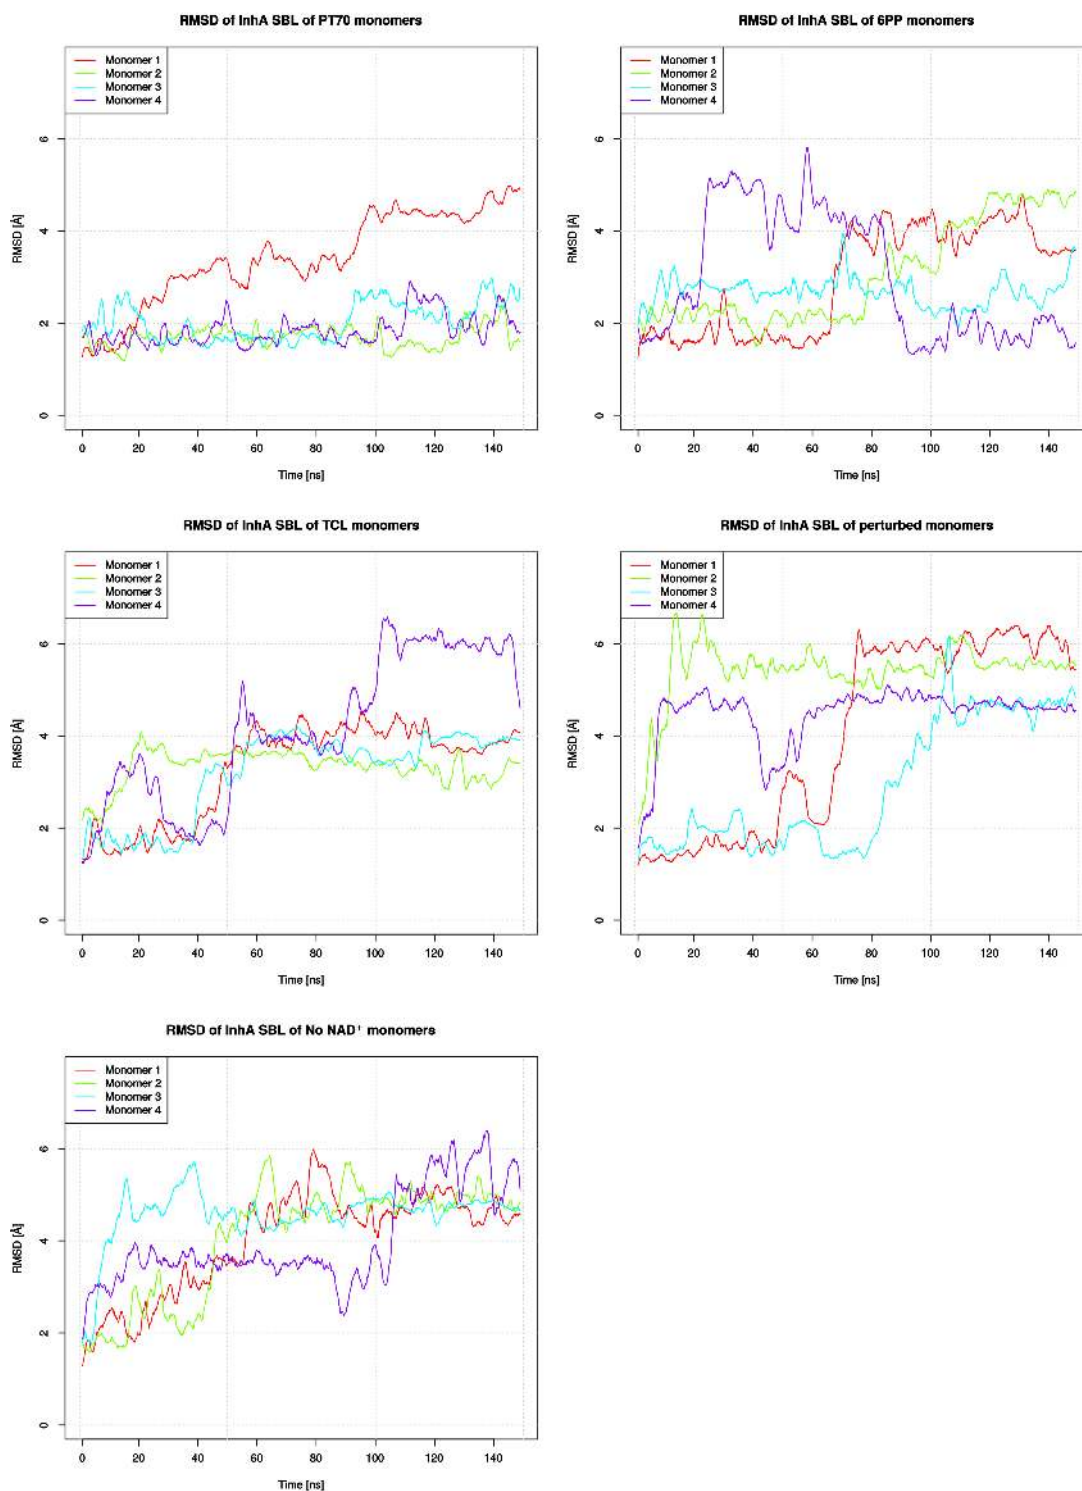 RMSD of InhA SBL of PT70 monomers
Monomer 1
Monomer 2
Monomer 3
Monomer 4
RMSD [Å]
6
4
2
0
0 20 40 60 80 100 120 140
Time [ns]
RMSD of InhA SBL of 6PP monomers
Monomer 1
Monomer 2
Monomer 3
Monomer 4
RMSD [Å]
6
4
2
0
0 20 40 60 80 100 120 140
Time [ns]
RMSD of InhA SBL of TCL monomers
Monomer 1
Monomer 2
Monomer 3
Monomer 4
RMSD [Å]
6
4
2
0
0 20 40 60 80 100 120 140
Time [ns]
RMSD of InhA SBL of perturbed monomers
Monomer 1
Monomer 2
Monomer 3
Monomer 4
RMSD [Å]
6
4
2
0
0 20 40 60 80 100 120 140
Time [ns]
RMSD of InhA SBL of No NAD⁺ monomers
Monomer 1
Monomer 2
Monomer 3
Monomer 4
RMSD [Å]
6
4
2
0
0 20 40 60 80 100 120 140
Time [ns]